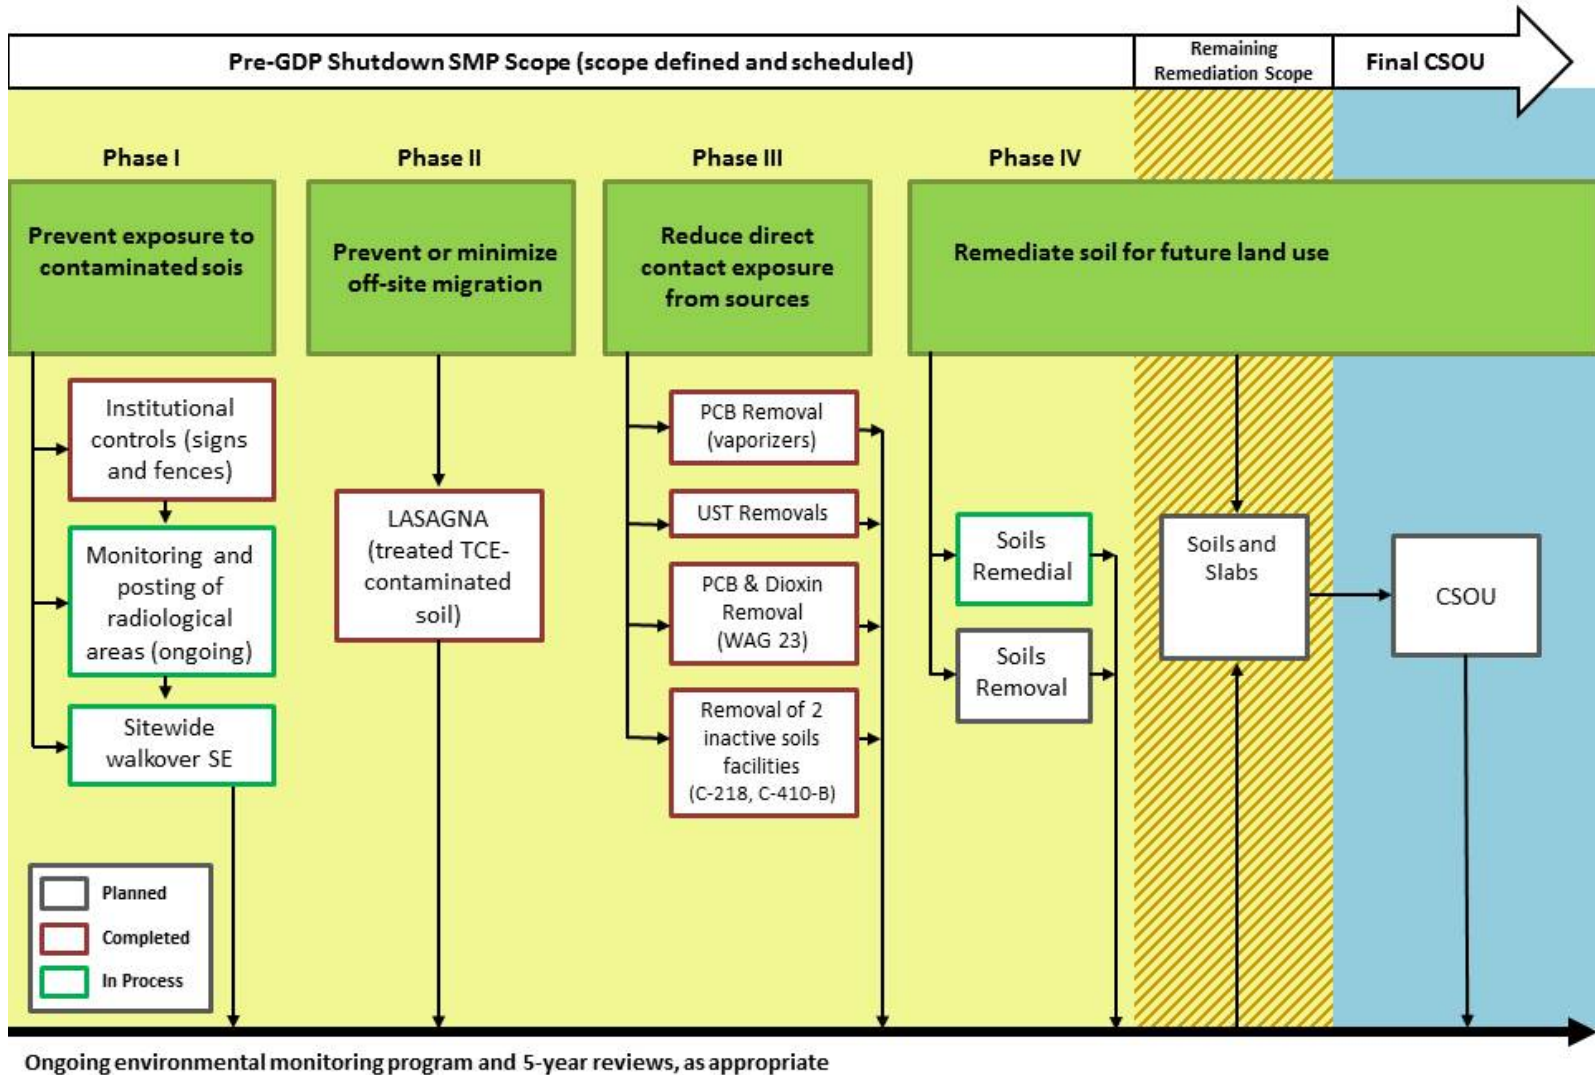 Pre-GDP Shutdown SMP Scope (scope defined and scheduled)
Remaining
Remediation Scope
Final CSOU
Phase I
Phase II
Phase III
Phase IV
Prevent exposure to
contaminated sois
Prevent or minimize
off-site migration
Reduce direct
contact exposure
from sources
Remediate soil for future land use
Institutional
controls (signs
and fences)
Monitoring and
posting of
radiological
areas (ongoing)
Sitewide
walkover SE
LASAGNA
(treated TCE-
contaminated
soil)
PCB Removal
(vaporizers)
UST Removals
PCB & Dioxin
Removal
(WAG 23)
Removal of 2
inactive soils
facilities
(C-218, C-410-B)
Soils
Remedial
Soils
Removal
Soils and
Slabs
CSOU
Planned
Completed
In Process
Ongoing environmental monitoring program and 5-year reviews, as appropriate